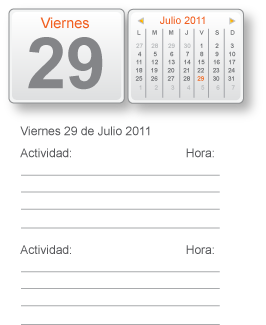 Viernes
29
Julio 2011
L M M J V S D
27 28 29 30 1 2 3
4 5 6 7 8 9 10
11 12 13 14 15 16 17
18 19 20 21 22 23 24
25 26 27 28 29 30 31
1 2 3 4 5 6 7
Viernes 29 de Julio 2011
Actividad: Hora:
Actividad: Hora: